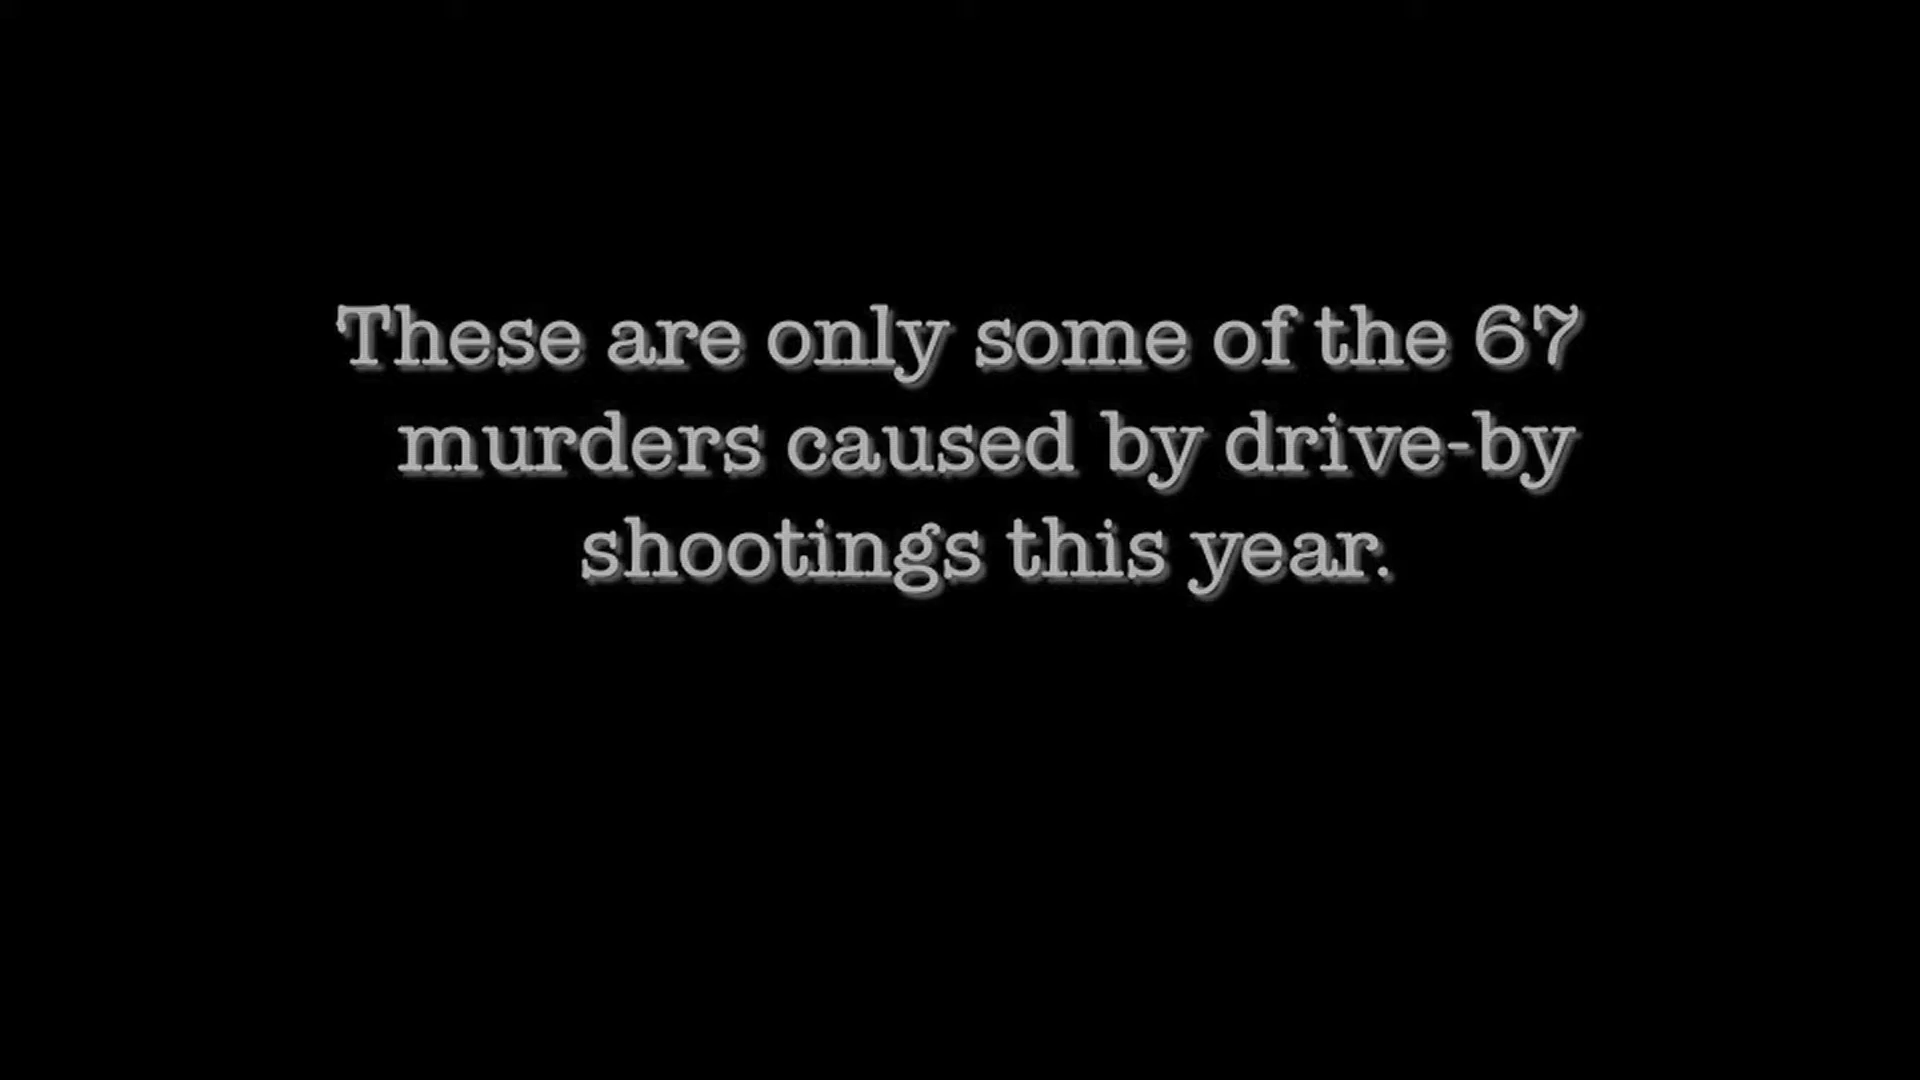 These are only some of the 67
murders caused by drive-by
shootings this year.